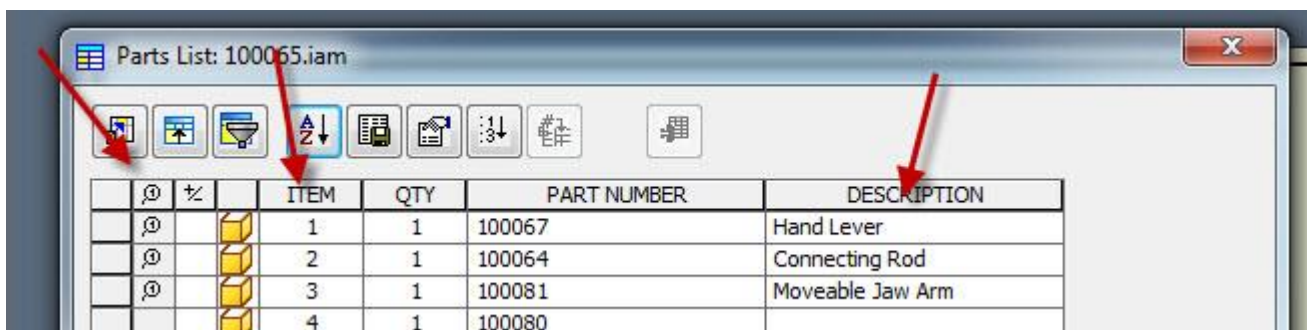 Parts List: 100065.iam
ITEM QTY PART NUMBER DESCRIPTION
1 1 100067 Hand Lever
2 1 100064 Connecting Rod
3 1 100081 Moveable Jaw Arm
4 1 100080